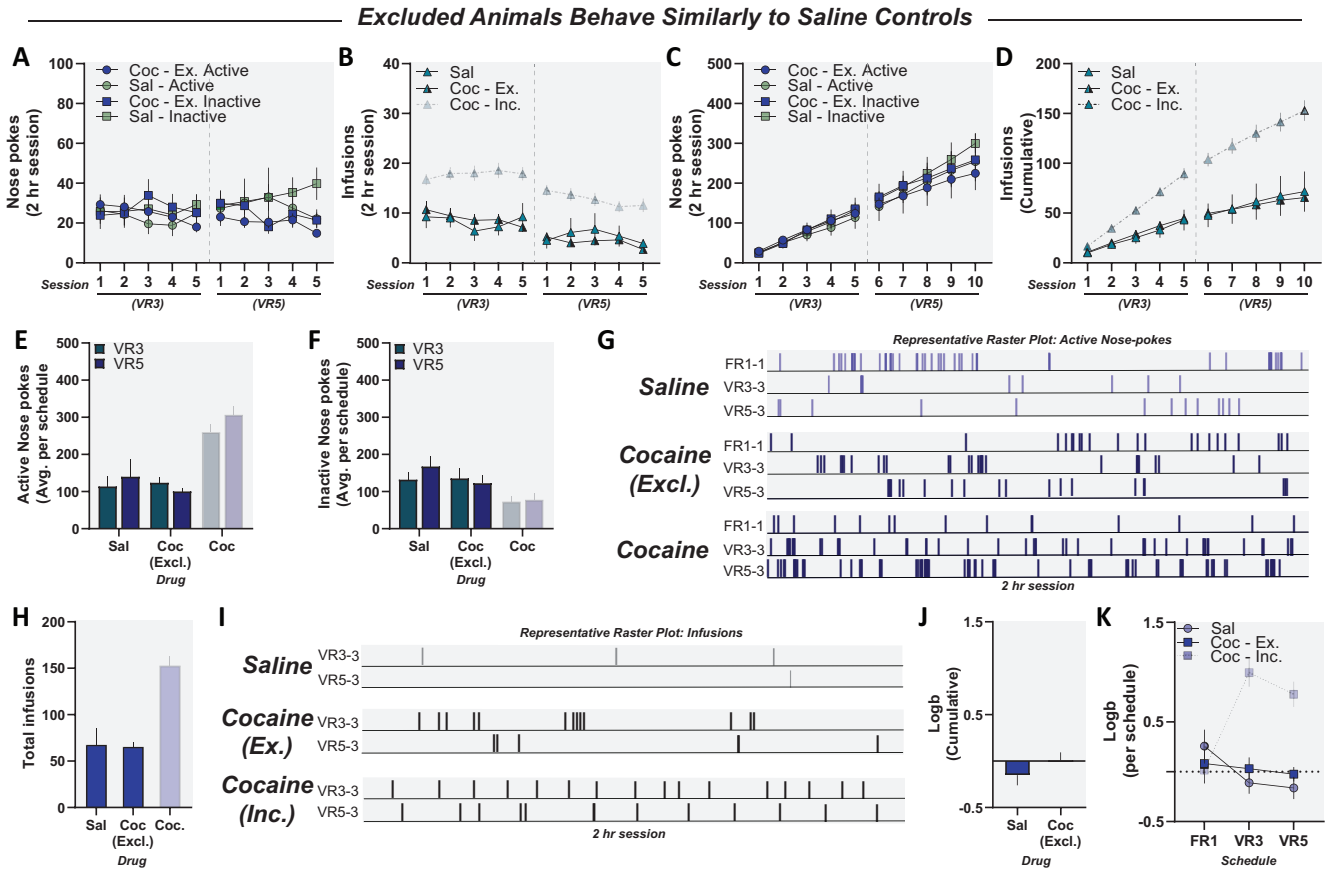 Excluded Animals Behave Similarly to Saline Controls
A
Nose pokes
(2 hr session)
100
80
60
40
20
0
Coc - Ex. Active
Sal - Active
Coc - Ex. Inactive
Sal - Inactive
Session
1 2 3 4 5 1 2 3 4 5
(VR3) (VR5)
B
Infusions
(2 hr session)
40
30
20
10
0
Sal
Coc - Ex.
Coc - Inc.
Session
1 2 3 4 5 1 2 3 4 5
(VR3) (VR5)
C
Nose pokes
(2 hr session)
500
400
300
200
100
0
Coc - Ex. Active
Sal - Active
Coc - Ex. Inactive
Sal - Inactive
Session
1 2 3 4 5 6 7 8 9 10
(VR3) (VR5)
D
Infusions
(Cumulative)
200
150
100
50
0
Sal
Coc - Ex.
Coc - Inc.
Session
1 2 3 4 5 6 7 8 9 10
(VR3) (VR5)
E
Active Nose pokes
(Avg. per schedule)
500
400
300
200
100
0
VR3
VR5
Sal Coc Coc
(Excl.)
Drug
F
Inactive Nose pokes
(Avg. per schedule)
500
400
300
200
100
0
VR3
VR5
Sal Coc Coc
(Excl.)
Drug
G
Representative Raster Plot: Active Nose-pokes
Saline
FR1-1
VR3-3
VR5-3
Cocaine
(Excl.)
FR1-1
VR3-3
VR5-3
Cocaine
FR1-1
VR3-3
VR5-3
2 hr session
H
Total infusions
200
150
100
50
0
Sal Coc Coc.
(Excl.)
Drug
I
Representative Raster Plot: Infusions
Saline
VR3-3
VR5-3
Cocaine
(Ex.)
VR3-3
VR5-3
Cocaine
(Inc.)
VR3-3
VR5-3
2 hr session
J
Logb
(Cumulative)
1.5
0.5
-0.5
Sal Coc
(Excl.)
Drug
K
Logb
(per schedule)
1.5
0.5
-0.5
Sal
Coc - Ex.
Coc - Inc.
FR1 VR3 VR5
Schedule